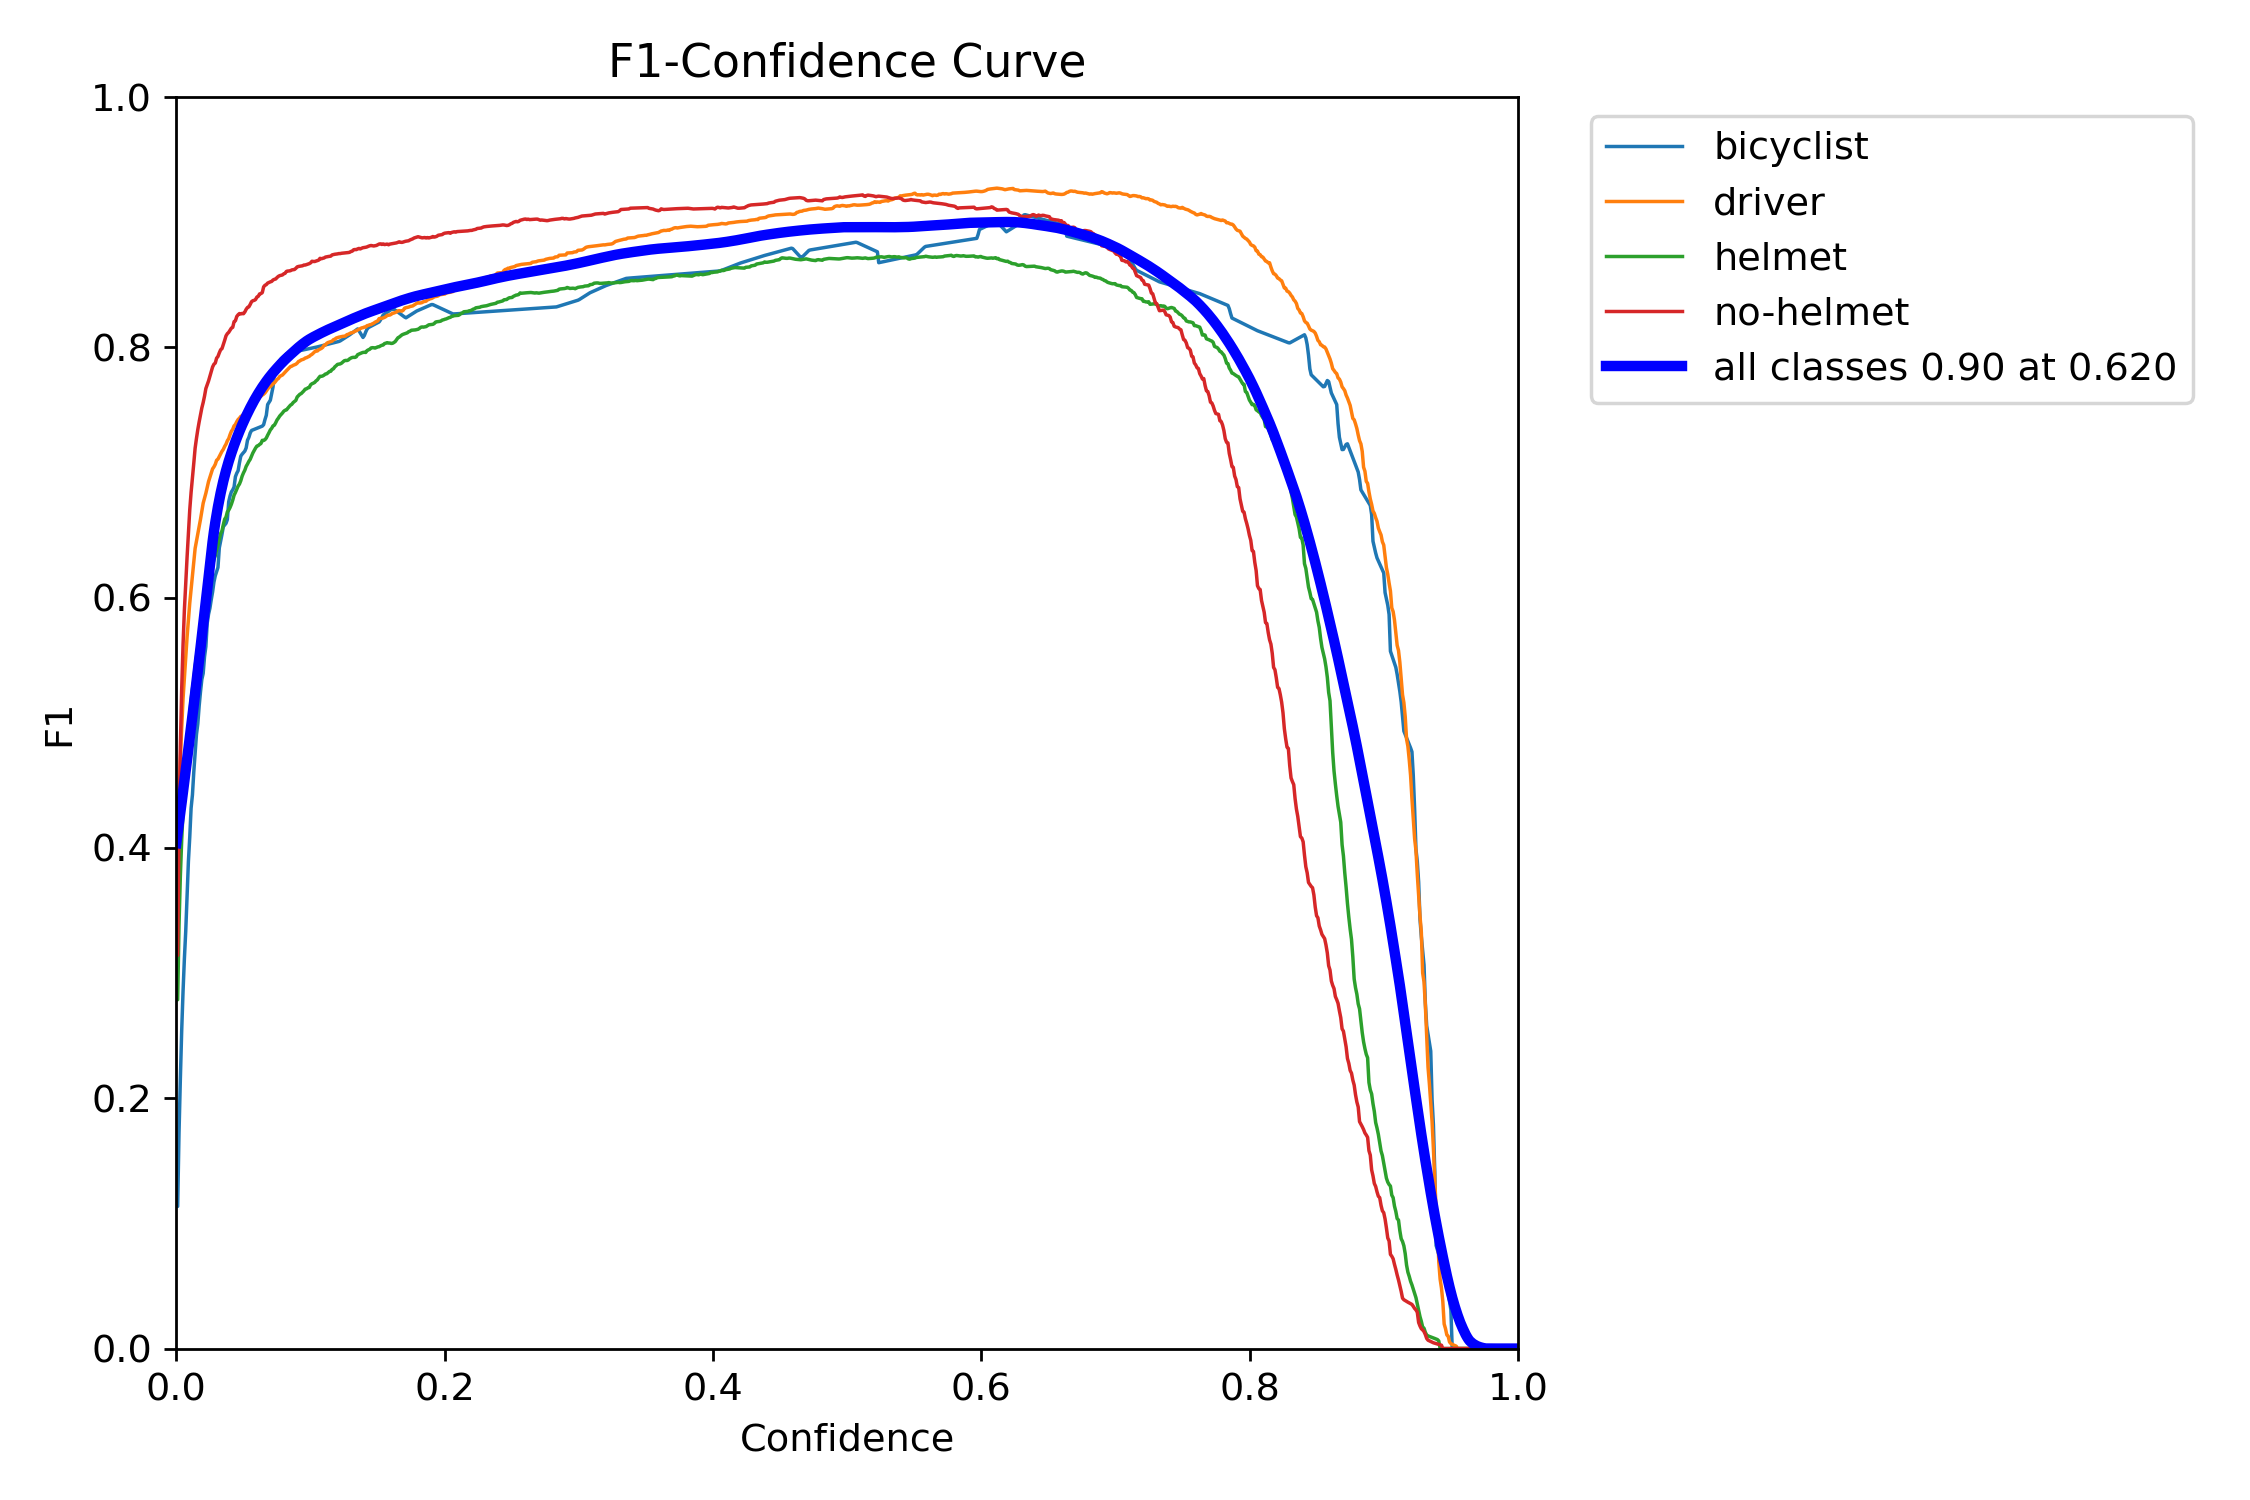 F1-Confidence Curve
1.0
0.8
0.6
0.4
0.2
0.0
F1
0.0 0.2 0.4 0.6 0.8 1.0
Confidence
bicyclist
driver
helmet
no-helmet
all classes 0.90 at 0.620